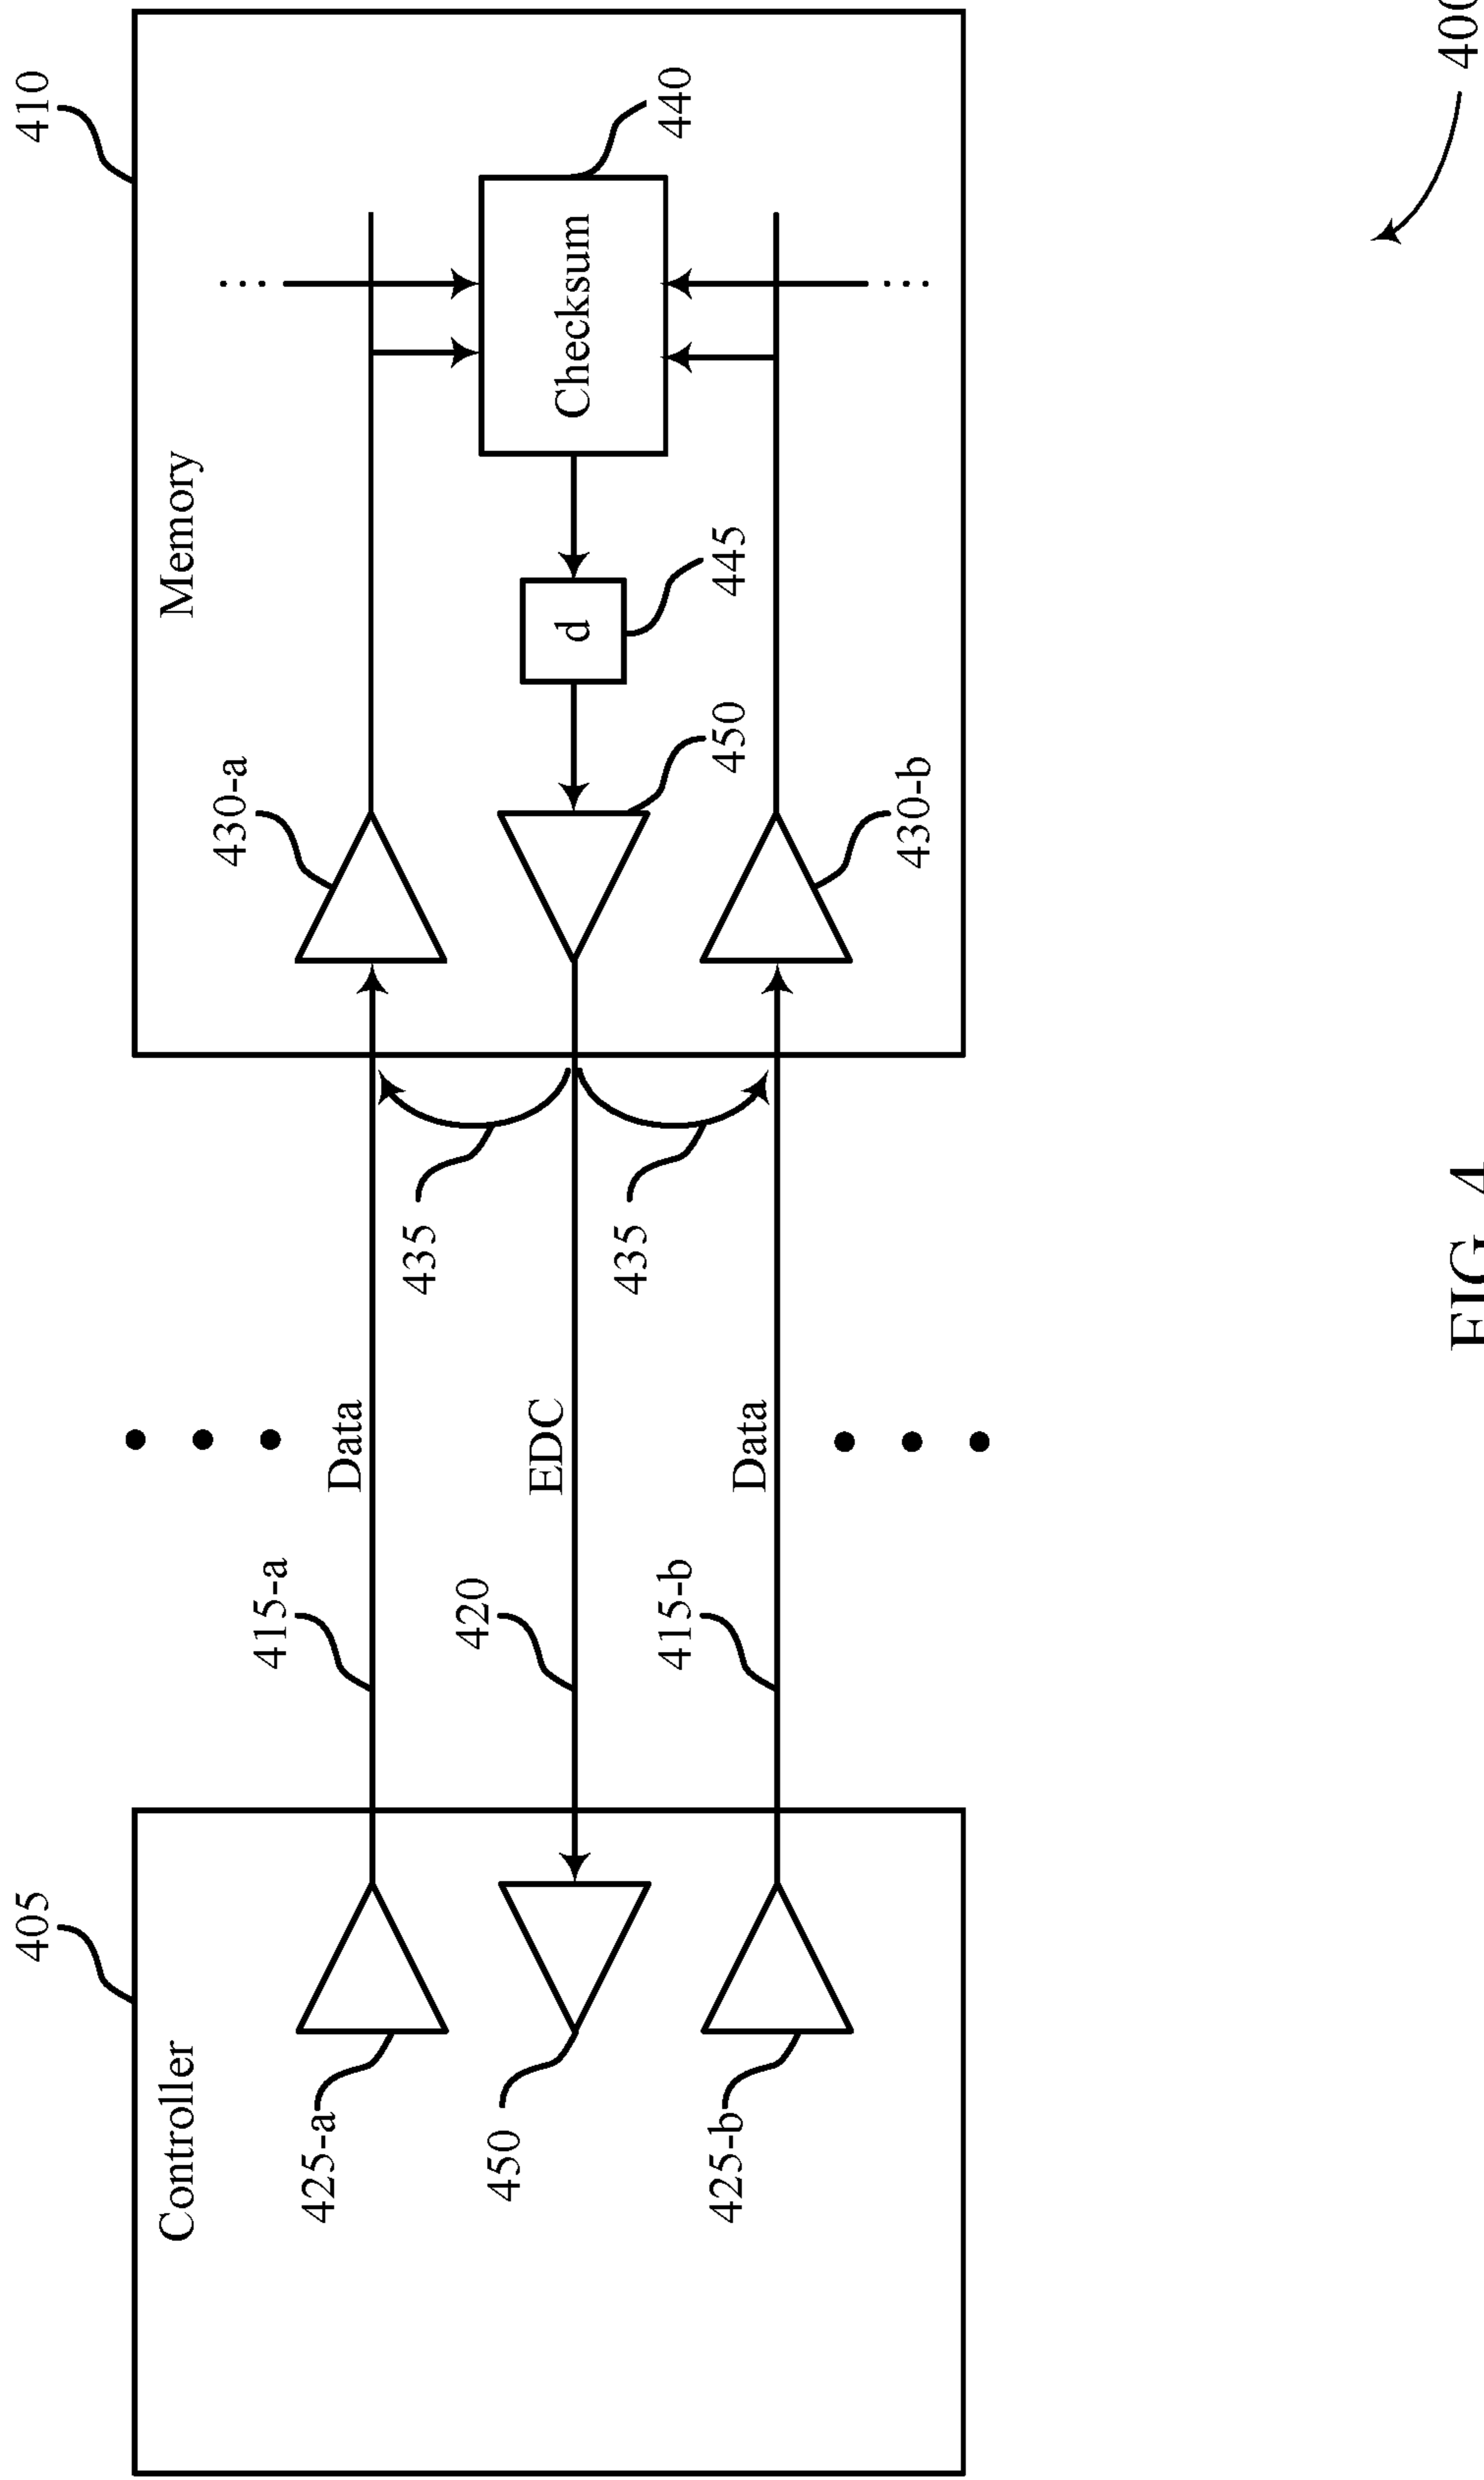 405
410
Controller
Memory
430-a
415-a
425-a
Data
435
420
450
EDC
d
Checksum
435
415-b
440
425-b
450
445
Data
430-b
400
FIG. 4